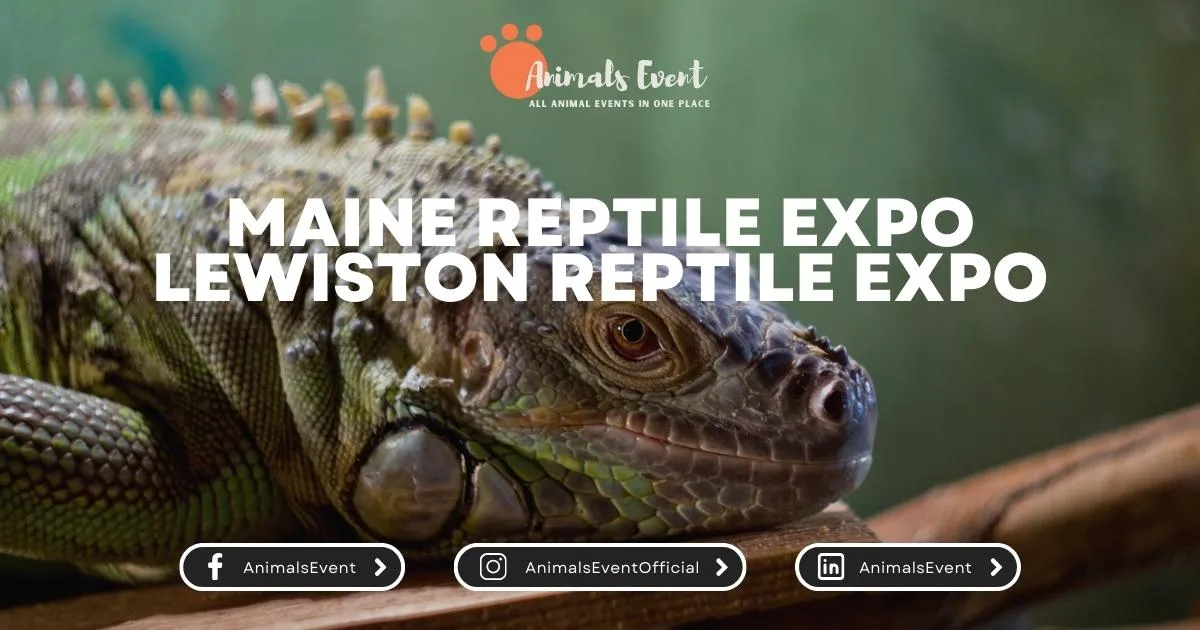 Animals Event
ALL ANIMAL EVENTS IN ONE PLACE
MAINE REPTILE EXPO
LEWISTON REPTILE EXPO
AnimalsEvent
AnimalsEventOfficial
AnimalsEvent